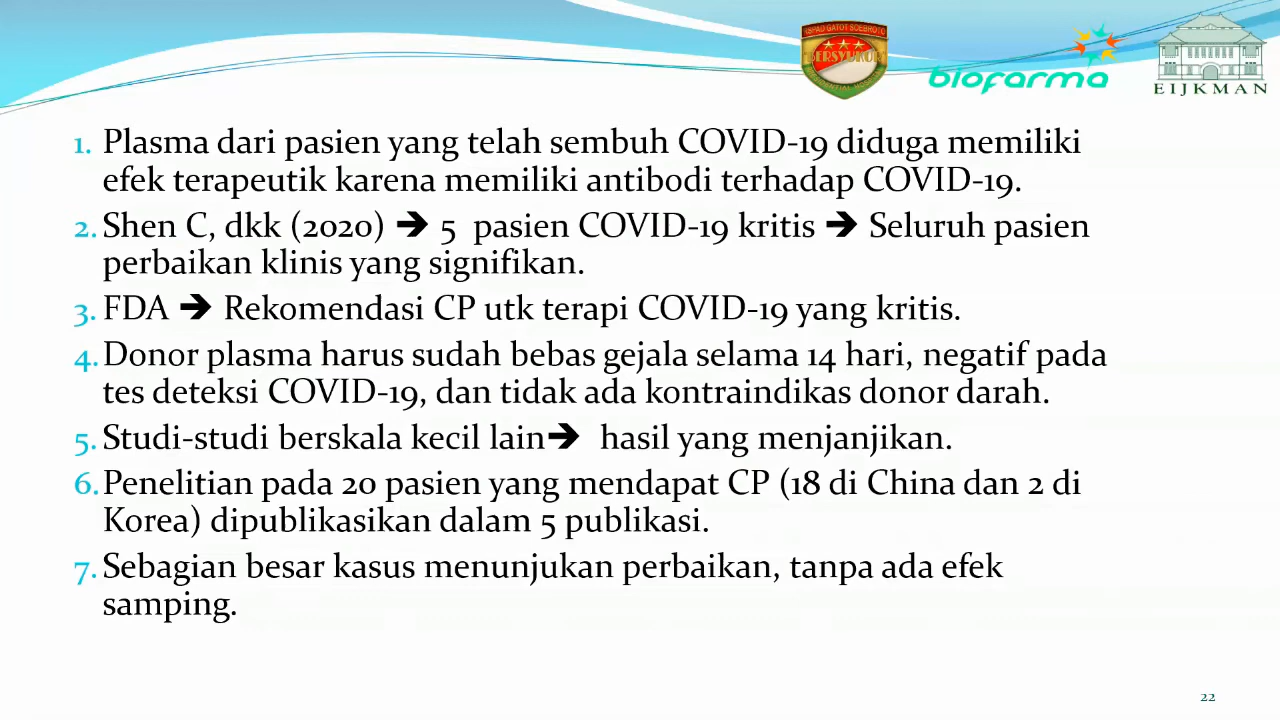 RSPAD GATOT SOEBROTO
BERSYUKUR
biofarma
EIJKMAN
1. Plasma dari pasien yang telah sembuh COVID-19 diduga memiliki
efek terapeutik karena memiliki antibodi terhadap COVID-19.
2. Shen C, dkk (2020) ➔ 5 pasien COVID-19 kritis ➔ Seluruh pasien
perbaikan klinis yang signifikan.
3. FDA ➔ Rekomendasi CP utk terapi COVID-19 yang kritis.
4. Donor plasma harus sudah bebas gejala selama 14 hari, negatif pada
tes deteksi COVID-19, dan tidak ada kontraindikas donor darah.
5. Studi-studi berskala kecil lain➔ hasil yang menjanjikan.
6. Penelitian pada 20 pasien yang mendapat CP (18 di China dan 2 di
Korea) dipublikasikan dalam 5 publikasi.
7. Sebagian besar kasus menunjukan perbaikan, tanpa ada efek
samping.
22